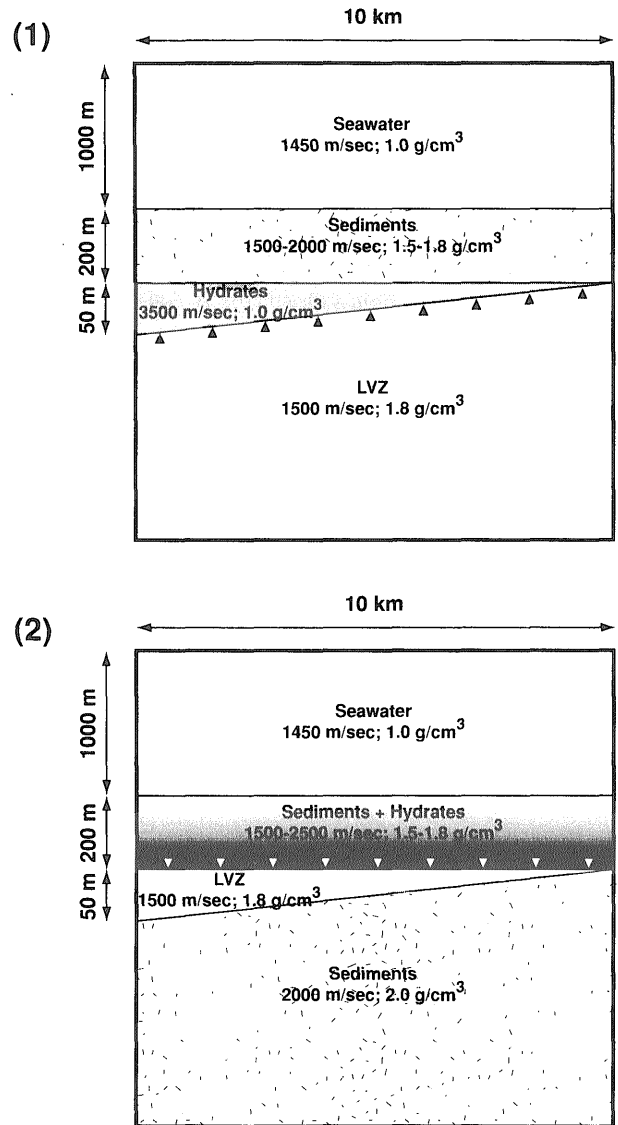 (1)
10 km
1000 m
Seawater
1450 m/sec; 1.0 g/cm³
200 m
Sediments
1500-2000 m/sec; 1.5-1.8 g/cm³
50 m
Hydrates
3500 m/sec; 1.0 g/cm³
LVZ
1500 m/sec; 1.8 g/cm³
(2)
10 km
1000 m
Seawater
1450 m/sec; 1.0 g/cm³
200 m
Sediments + Hydrates
1500-2500 m/sec; 1.5-1.8 g/cm³
50 m
LVZ
1500 m/sec; 1.8 g/cm³
Sediments
2000 m/sec; 2.0 g/cm³